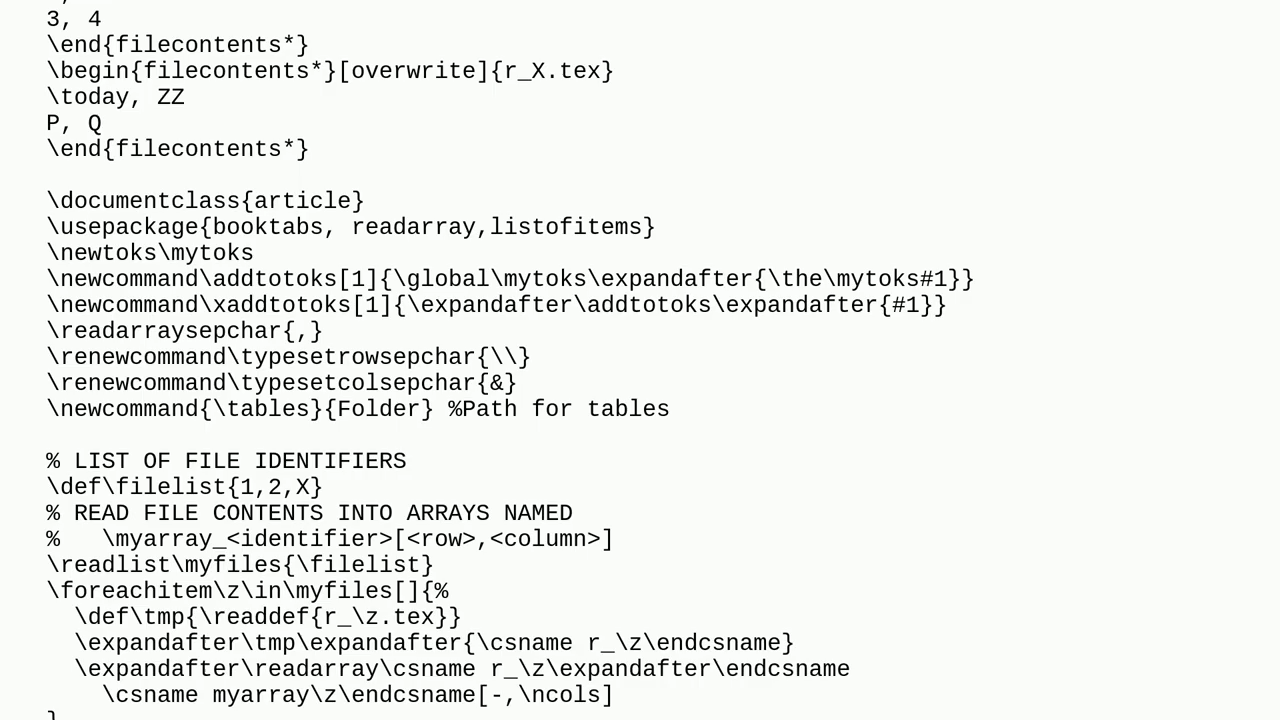 3, 4
\end{filecontents*}
\begin{filecontents*}[overwrite]{r_X.tex}
\today, ZZ
P, Q
\end{filecontents*}

\documentclass{article}
\usepackage{booktabs, readarray,listofitems}
\newtoks\mytoks
\newcommand\addtotoks[1]{\global\mytoks\expandafter{\the\mytoks#1}}
\newcommand\xaddtotoks[1]{\expandafter\addtotoks\expandafter{#1}}
\readarraysepchar{,}
\renewcommand\typesetrowsepchar{\\}
\renewcommand\typesetcolsepchar{&}
\newcommand{\tables}{Folder} %Path for tables

% LIST OF FILE IDENTIFIERS
\def\filelist{1,2,X}
% READ FILE CONTENTS INTO ARRAYS NAMED
%   \myarray_<identifier>[<row>,<column>]
\readlist\myfiles{\filelist}
\foreachitem\z\in\myfiles[]{%
  \def\tmp{\readdef{r_\z.tex}}
  \expandafter\tmp\expandafter{\csname r_\z\endcsname}
  \expandafter\readarray\csname r_\z\expandafter\endcsname
    \csname myarray\z\endcsname[-,\ncols]
}